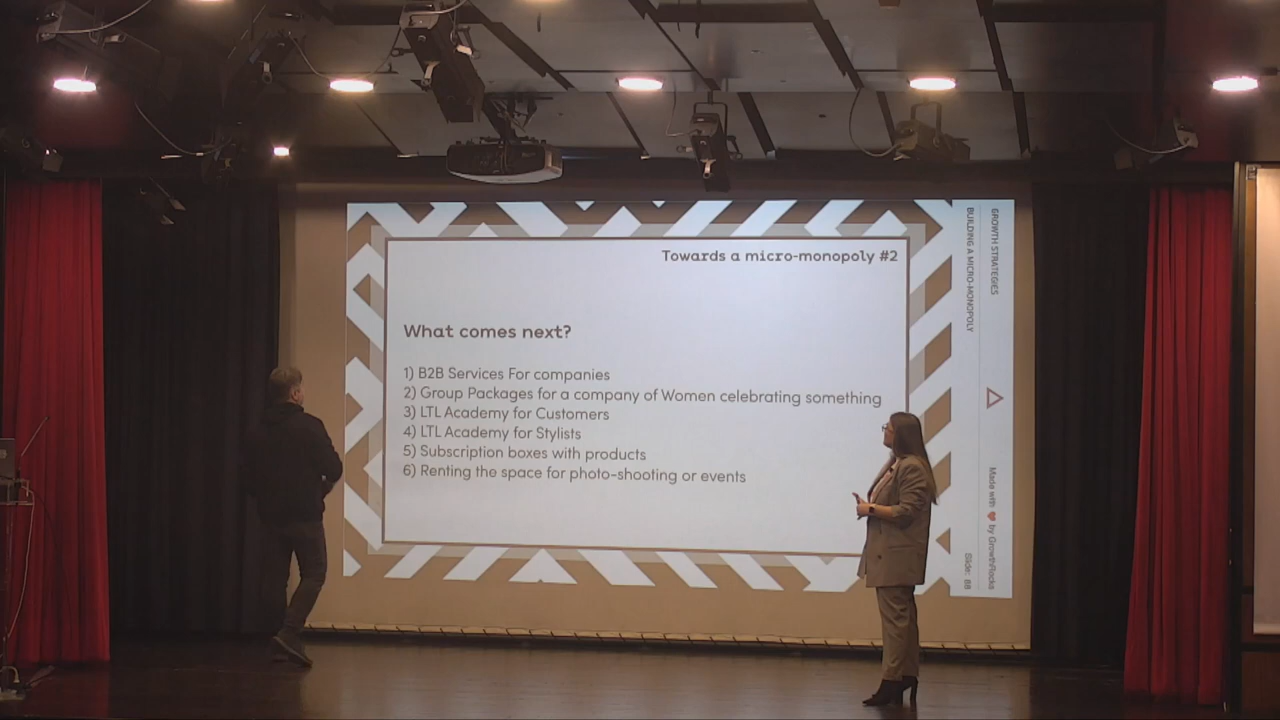 Towards a micro-monopoly #2
What comes next?
1) B2B Services For companies
2) Group Packages for a company of Women celebrating something
3) LTL Academy for Customers
4) LTL Academy for Stylists
5) Subscription boxes with products
6) Renting the space for photo-shooting or events
GROWTH STRATEGIES
BUILDING A MICRO-MONOPOLY
Made with ❤ by GrowthRocks
Slide: 88